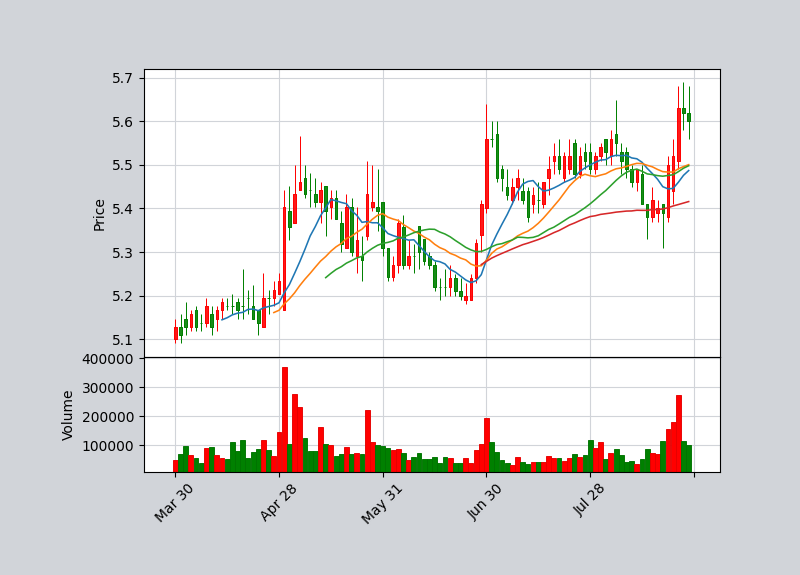 5.7
5.6
5.5
5.4
5.3
5.2
5.1
Price
400000
300000
200000
100000
Volume
Mar 30
Apr 28
May 31
Jun 30
Jul 28